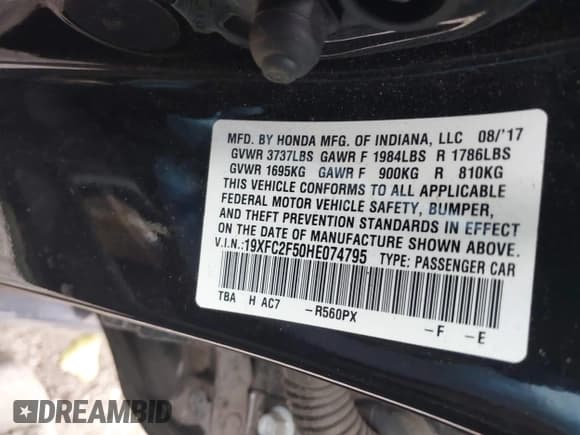 MFD. BY HONDA MFG. OF INDIANA, LLC 08/'17
GVWR 3737LBS GAWR F 1984LBS R 1786LBS
GVWR 1695KG GAWR F 900KG R 810KG
THIS VEHICLE CONFORMS TO ALL APPLICABLE
FEDERAL MOTOR VEHICLE SAFETY, BUMPER,
AND THEFT PREVENTION STANDARDS IN EFFECT
ON THE DATE OF MANUFACTURE SHOWN ABOVE.
V.I.N.:19XFC2F50HE074795 TYPE: PASSENGER CAR
TBA H AC7 -R560PX -F -E
DREAMBID